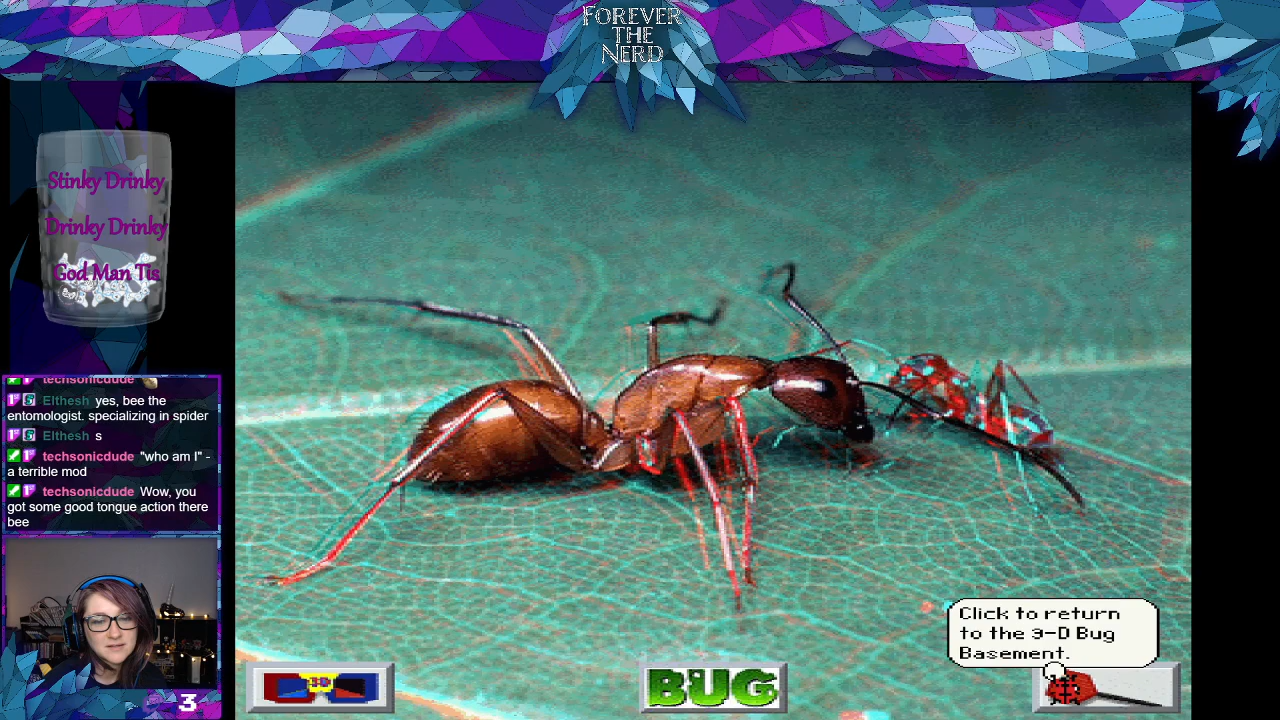 FOREVER
THE
NERD
Stinky Drinky
Drinky Drinky
God Man Tis
techsonicdude
Elthesh yes, bee the
entomologist. specializing in spider
Elthesh s
techsonicdude "who am I" -
a terrible mod
techsonicdude Wow, you
got some good tongue action there
bee
3
3D
BUG
Click to return
to the 3-D Bug
Basement.